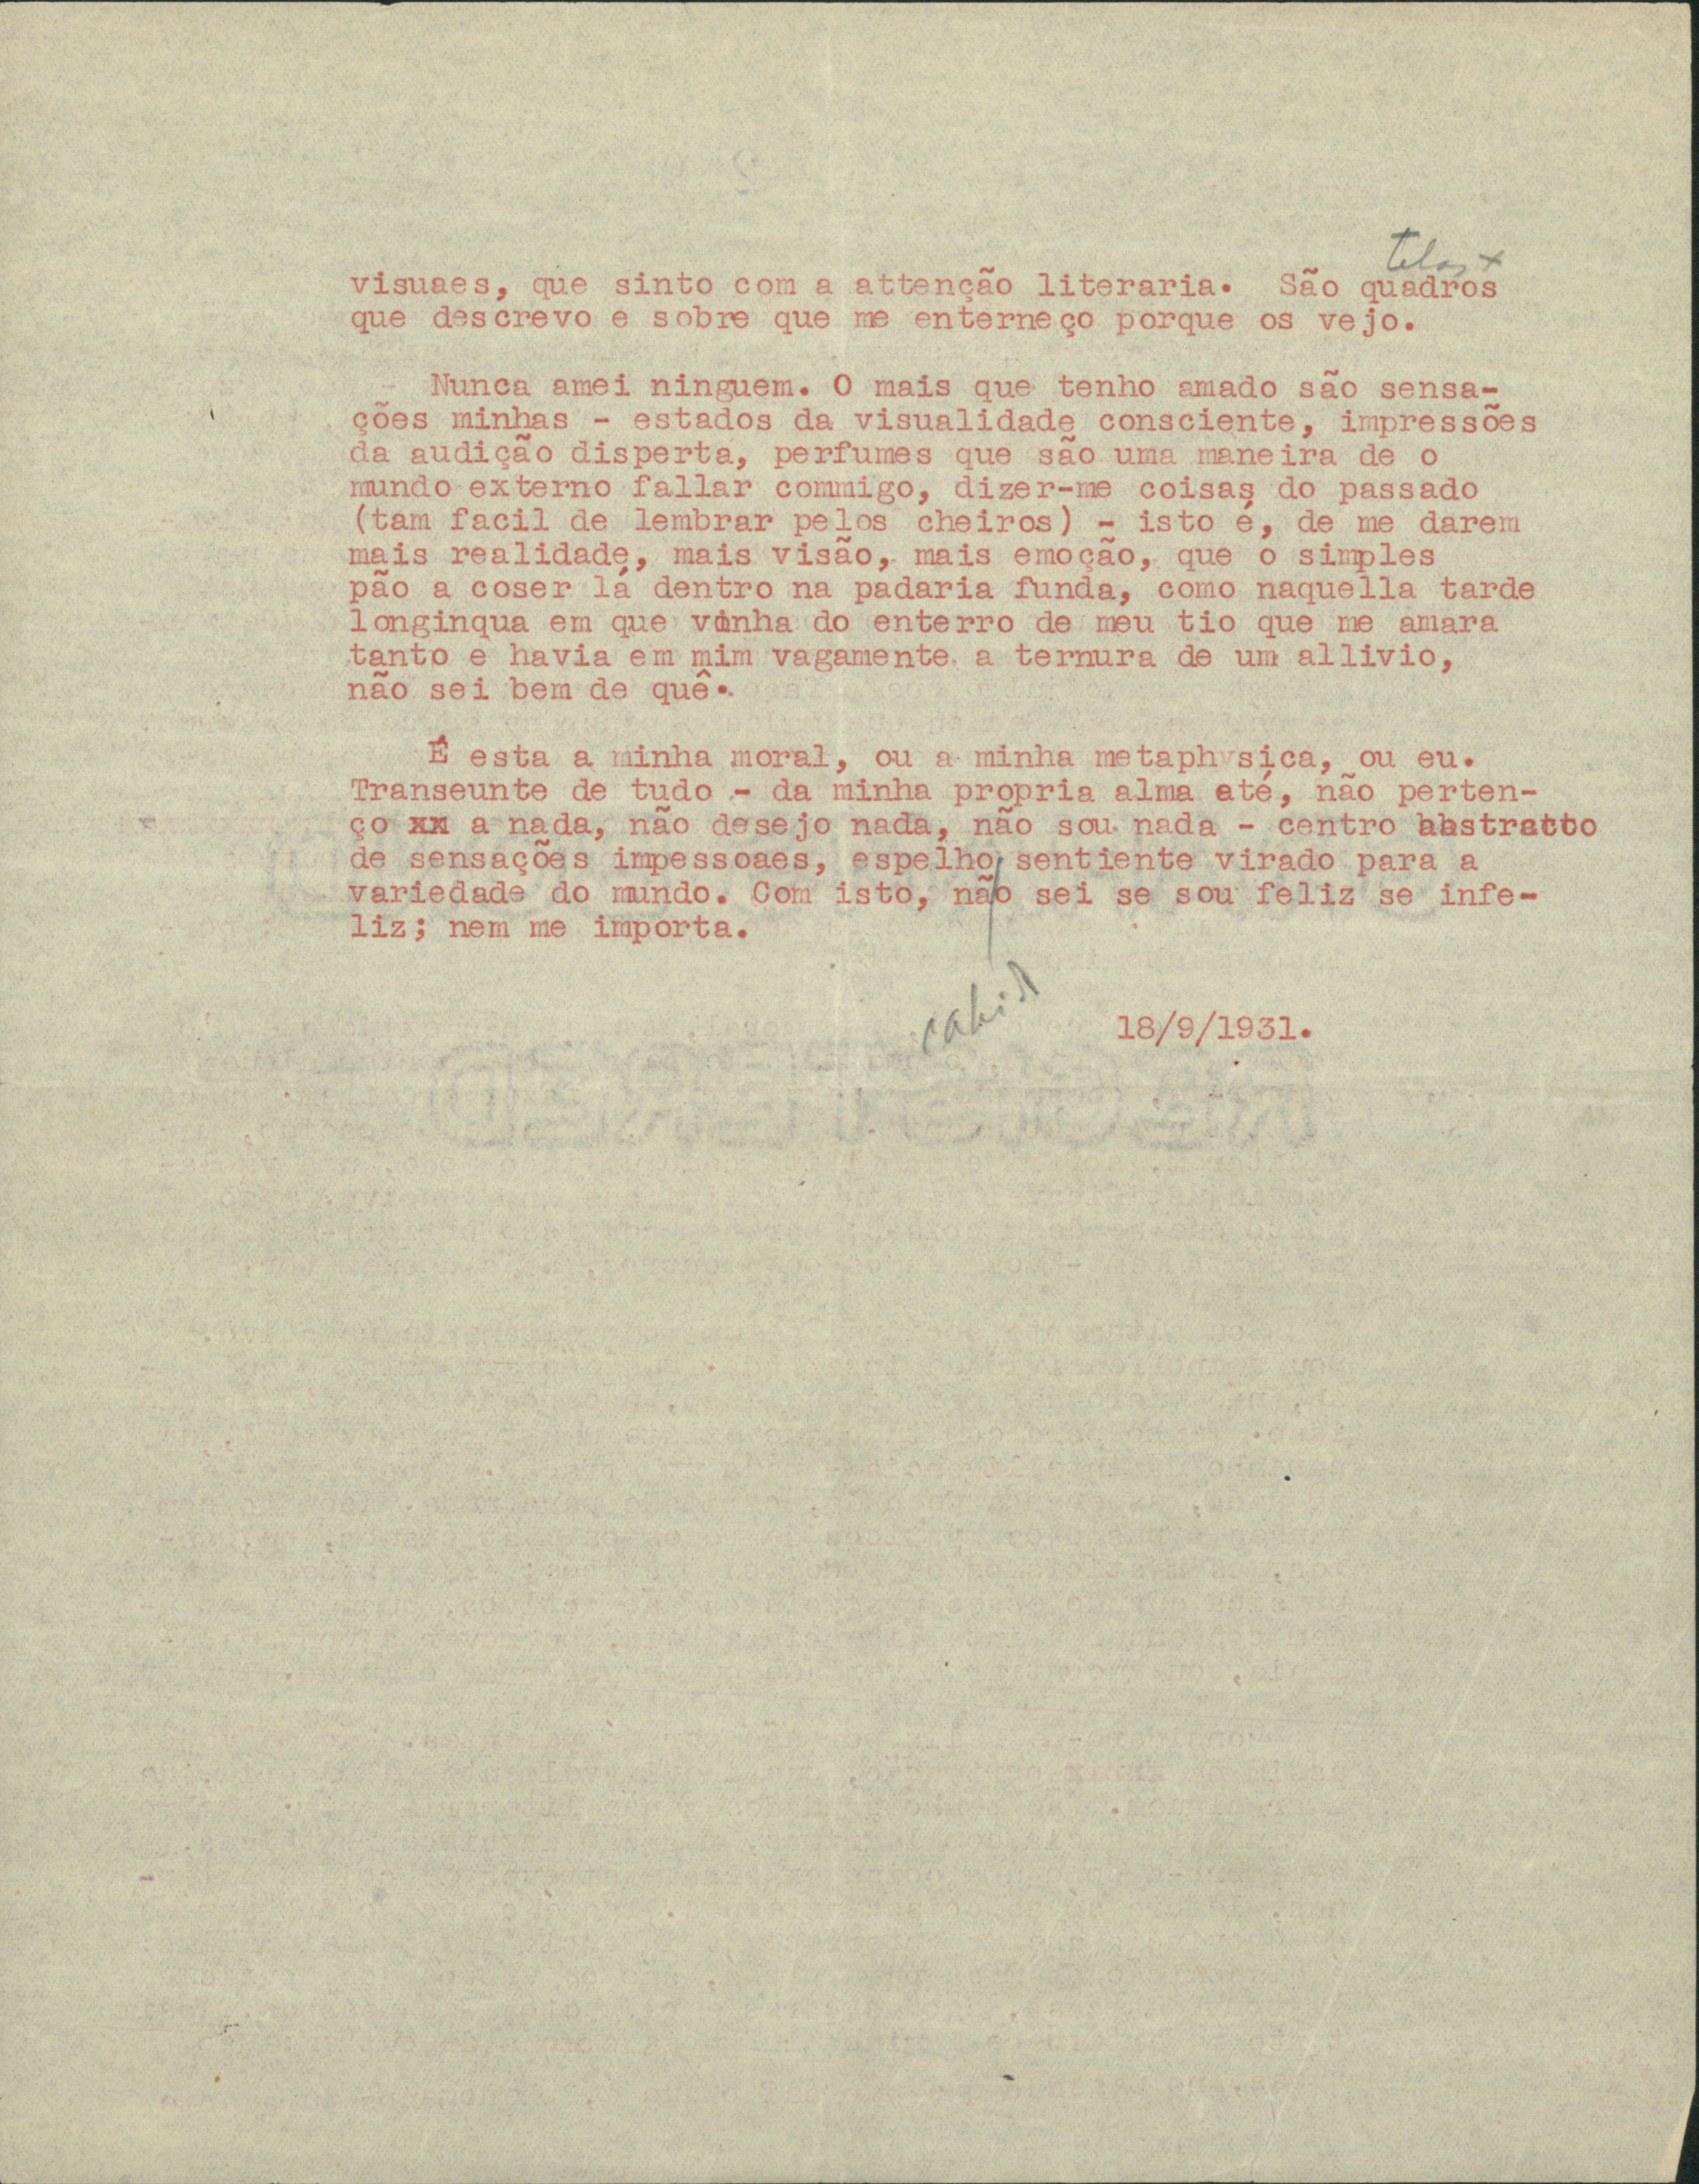 telas +
visuaes, que sinto com a attenção literaria. São quadros
que descrevo e sobre que me enterneço porque os vejo.
Nunca amei ninguem. O mais que tenho amado são sensa-
ções minhas - estados da visualidade consciente, impressões
da audição disperta, perfumes que são uma maneira de o
mundo externo fallar commigo, dizer-me coisas do passado
(tam facil de lembrar pelos cheiros) - isto é, de me darem
mais realidade, mais visão, mais emoção, que o simples
pão a coser lá dentro na padaria funda, como naquella tarde
longinqua em que vinha do enterro de meu tio que me amara
tanto e havia em mim vagamente a ternura de um allivio,
não sei bem de quê.
É esta a minha moral, ou a minha metaphysica, ou eu.
Transeunte de tudo - da minha propria alma até, não perten-
ço xx a nada, não desejo nada, não sou nada - centro abstracto
de sensações impessoaes, espelho sentiente virado para a
variedade do mundo. Com isto, não sei se sou feliz se infe-
liz; nem me importa.
cahido
18/9/1931.